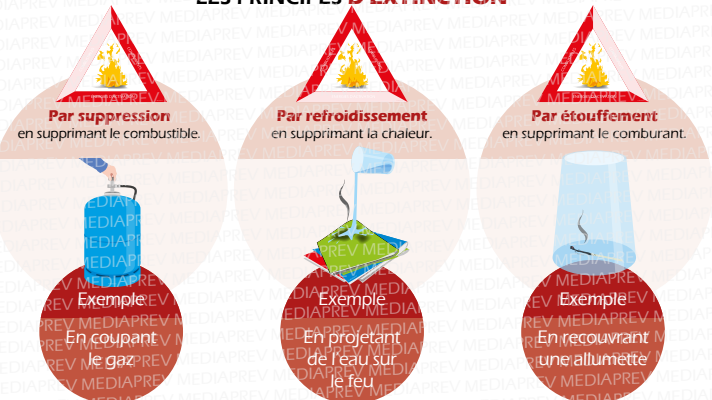 LES PRINCIPES D'EXTINCTION
Par suppression
en supprimant le combustible.
Par refroidissement
en supprimant la chaleur.
Par étouffement
en supprimant le comburant.
Exemple
En coupant
le gaz
Exemple
En projetant
de l'eau sur
le feu
Exemple
En recouvrant
une allumette
MEDIAPREV